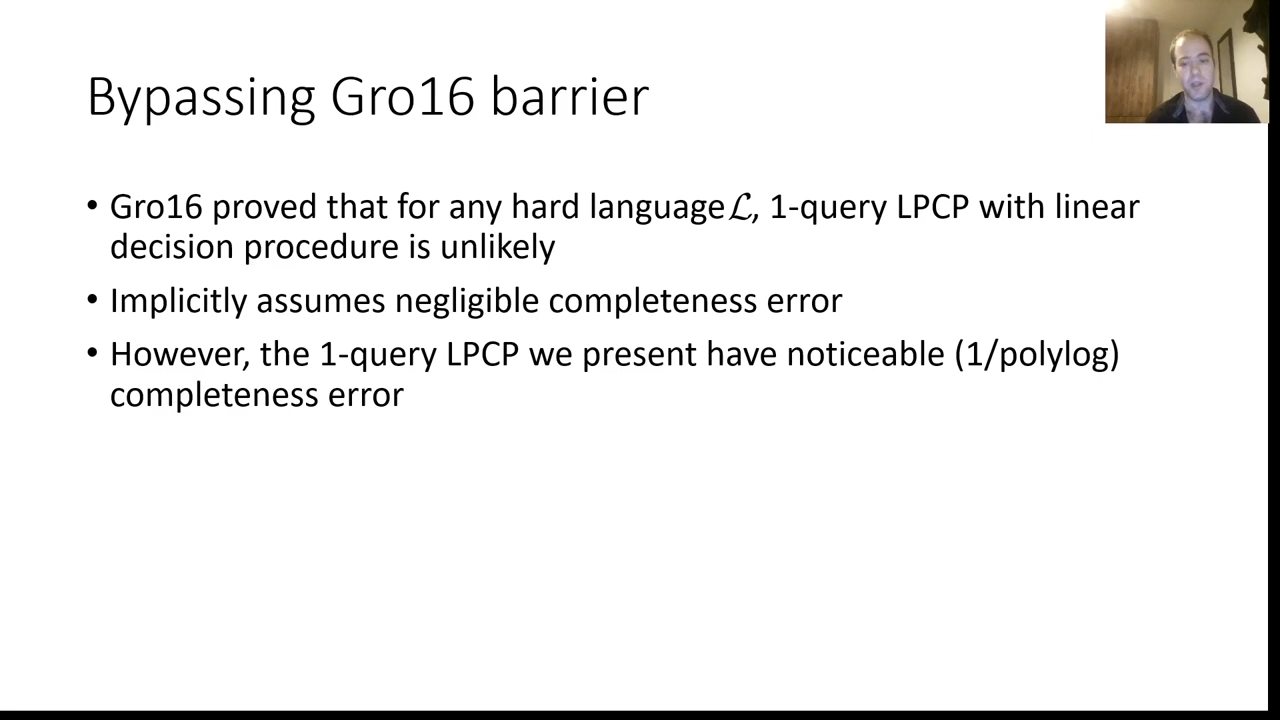 Bypassing Gro16 barrier
• Gro16 proved that for any hard language ℒ, 1-query LPCP with linear
decision procedure is unlikely
• Implicitly assumes negligible completeness error
• However, the 1-query LPCP we present have noticeable (1/polylog)
completeness error